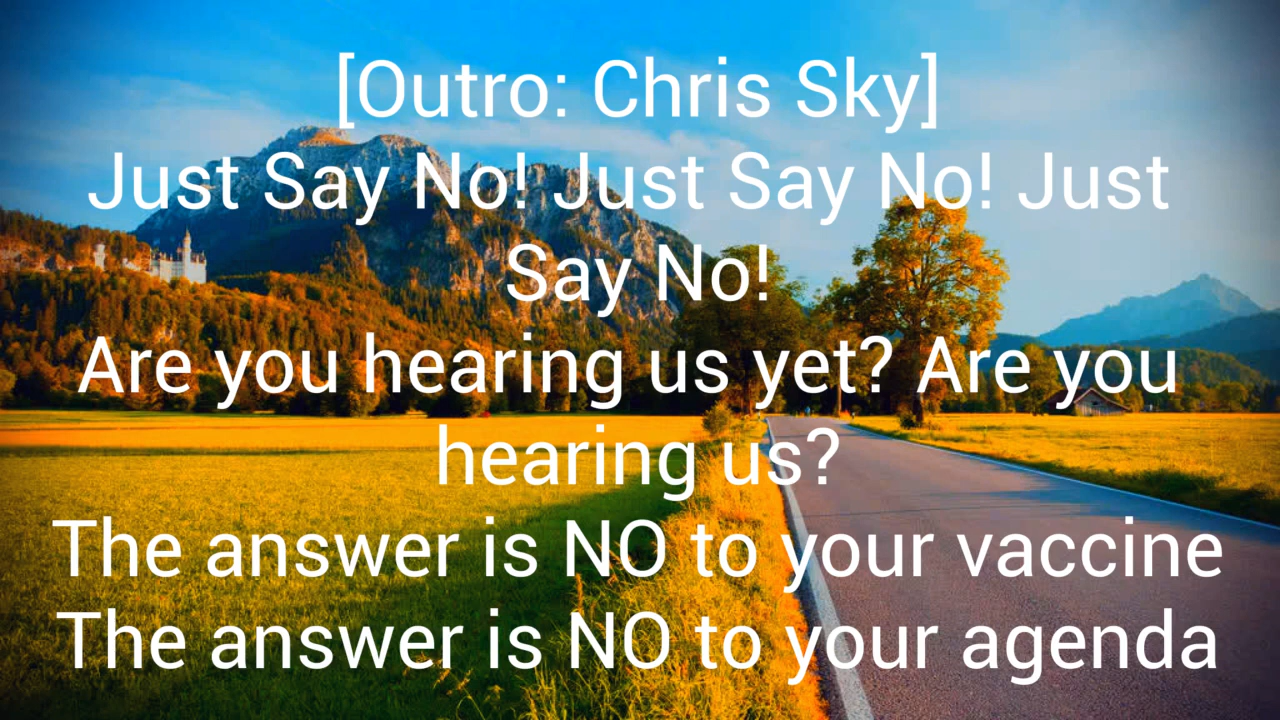 [Outro: Chris Sky]
Just Say No! Just Say No! Just
Say No!
Are you hearing us yet? Are you
hearing us?
The answer is NO to your vaccine
The answer is NO to your agenda